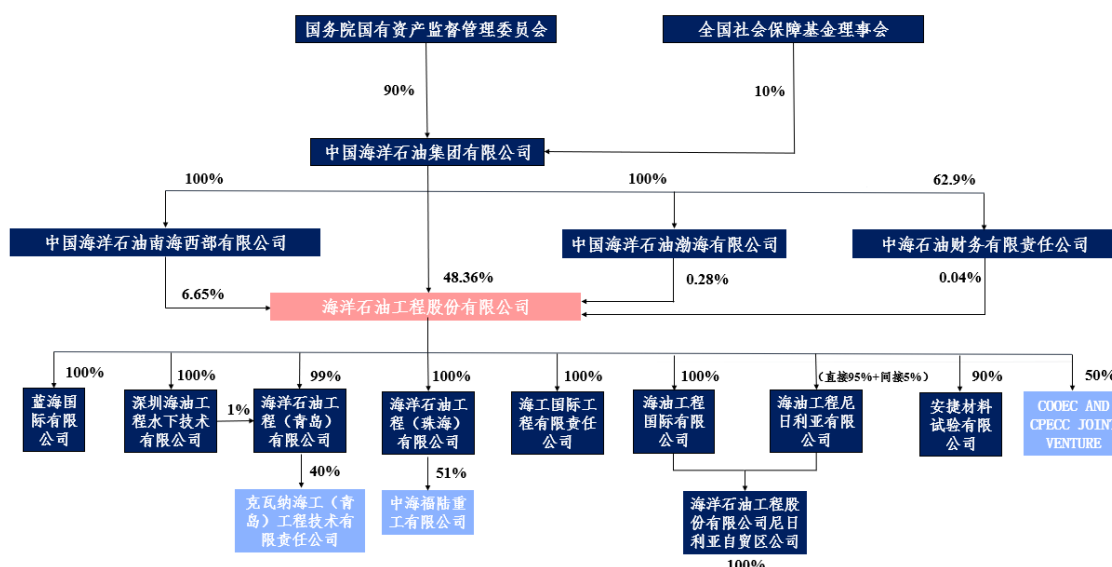 国务院国有资产监督管理委员会
全国社会保障基金理事会
90%
10%
中国海洋石油集团有限公司
100%
100%
62.9%
中国海洋石油南海西部有限公司
中国海洋石油渤海有限公司
中海石油财务有限责任公司
6.65%
48.36%
0.28%
0.04%
海洋石油工程股份有限公司
100%
100%
99%
100%
100%
100%
(直接95%+间接5%)
90%
50%
蓝海国
际有限公
司
深圳海油工
程水下技术
有限公司
1%
海洋石油工
程（青岛）
有限公司
海洋石油工
程（珠海）
有限公司
海工国际工
程有限责任
公司
海油工程
国际有限
公司
海油工程尼
日利亚有限
公司
安捷材料
试验有限
公司
COOEC AND
CPECC JOINT
VENTURE
40%
51%
克瓦纳海工（青
岛）工程技术有
限责任公司
中海福陆重
工有限公司
海洋石油工程股
份有限公司尼日
利亚自贸区公司
100%